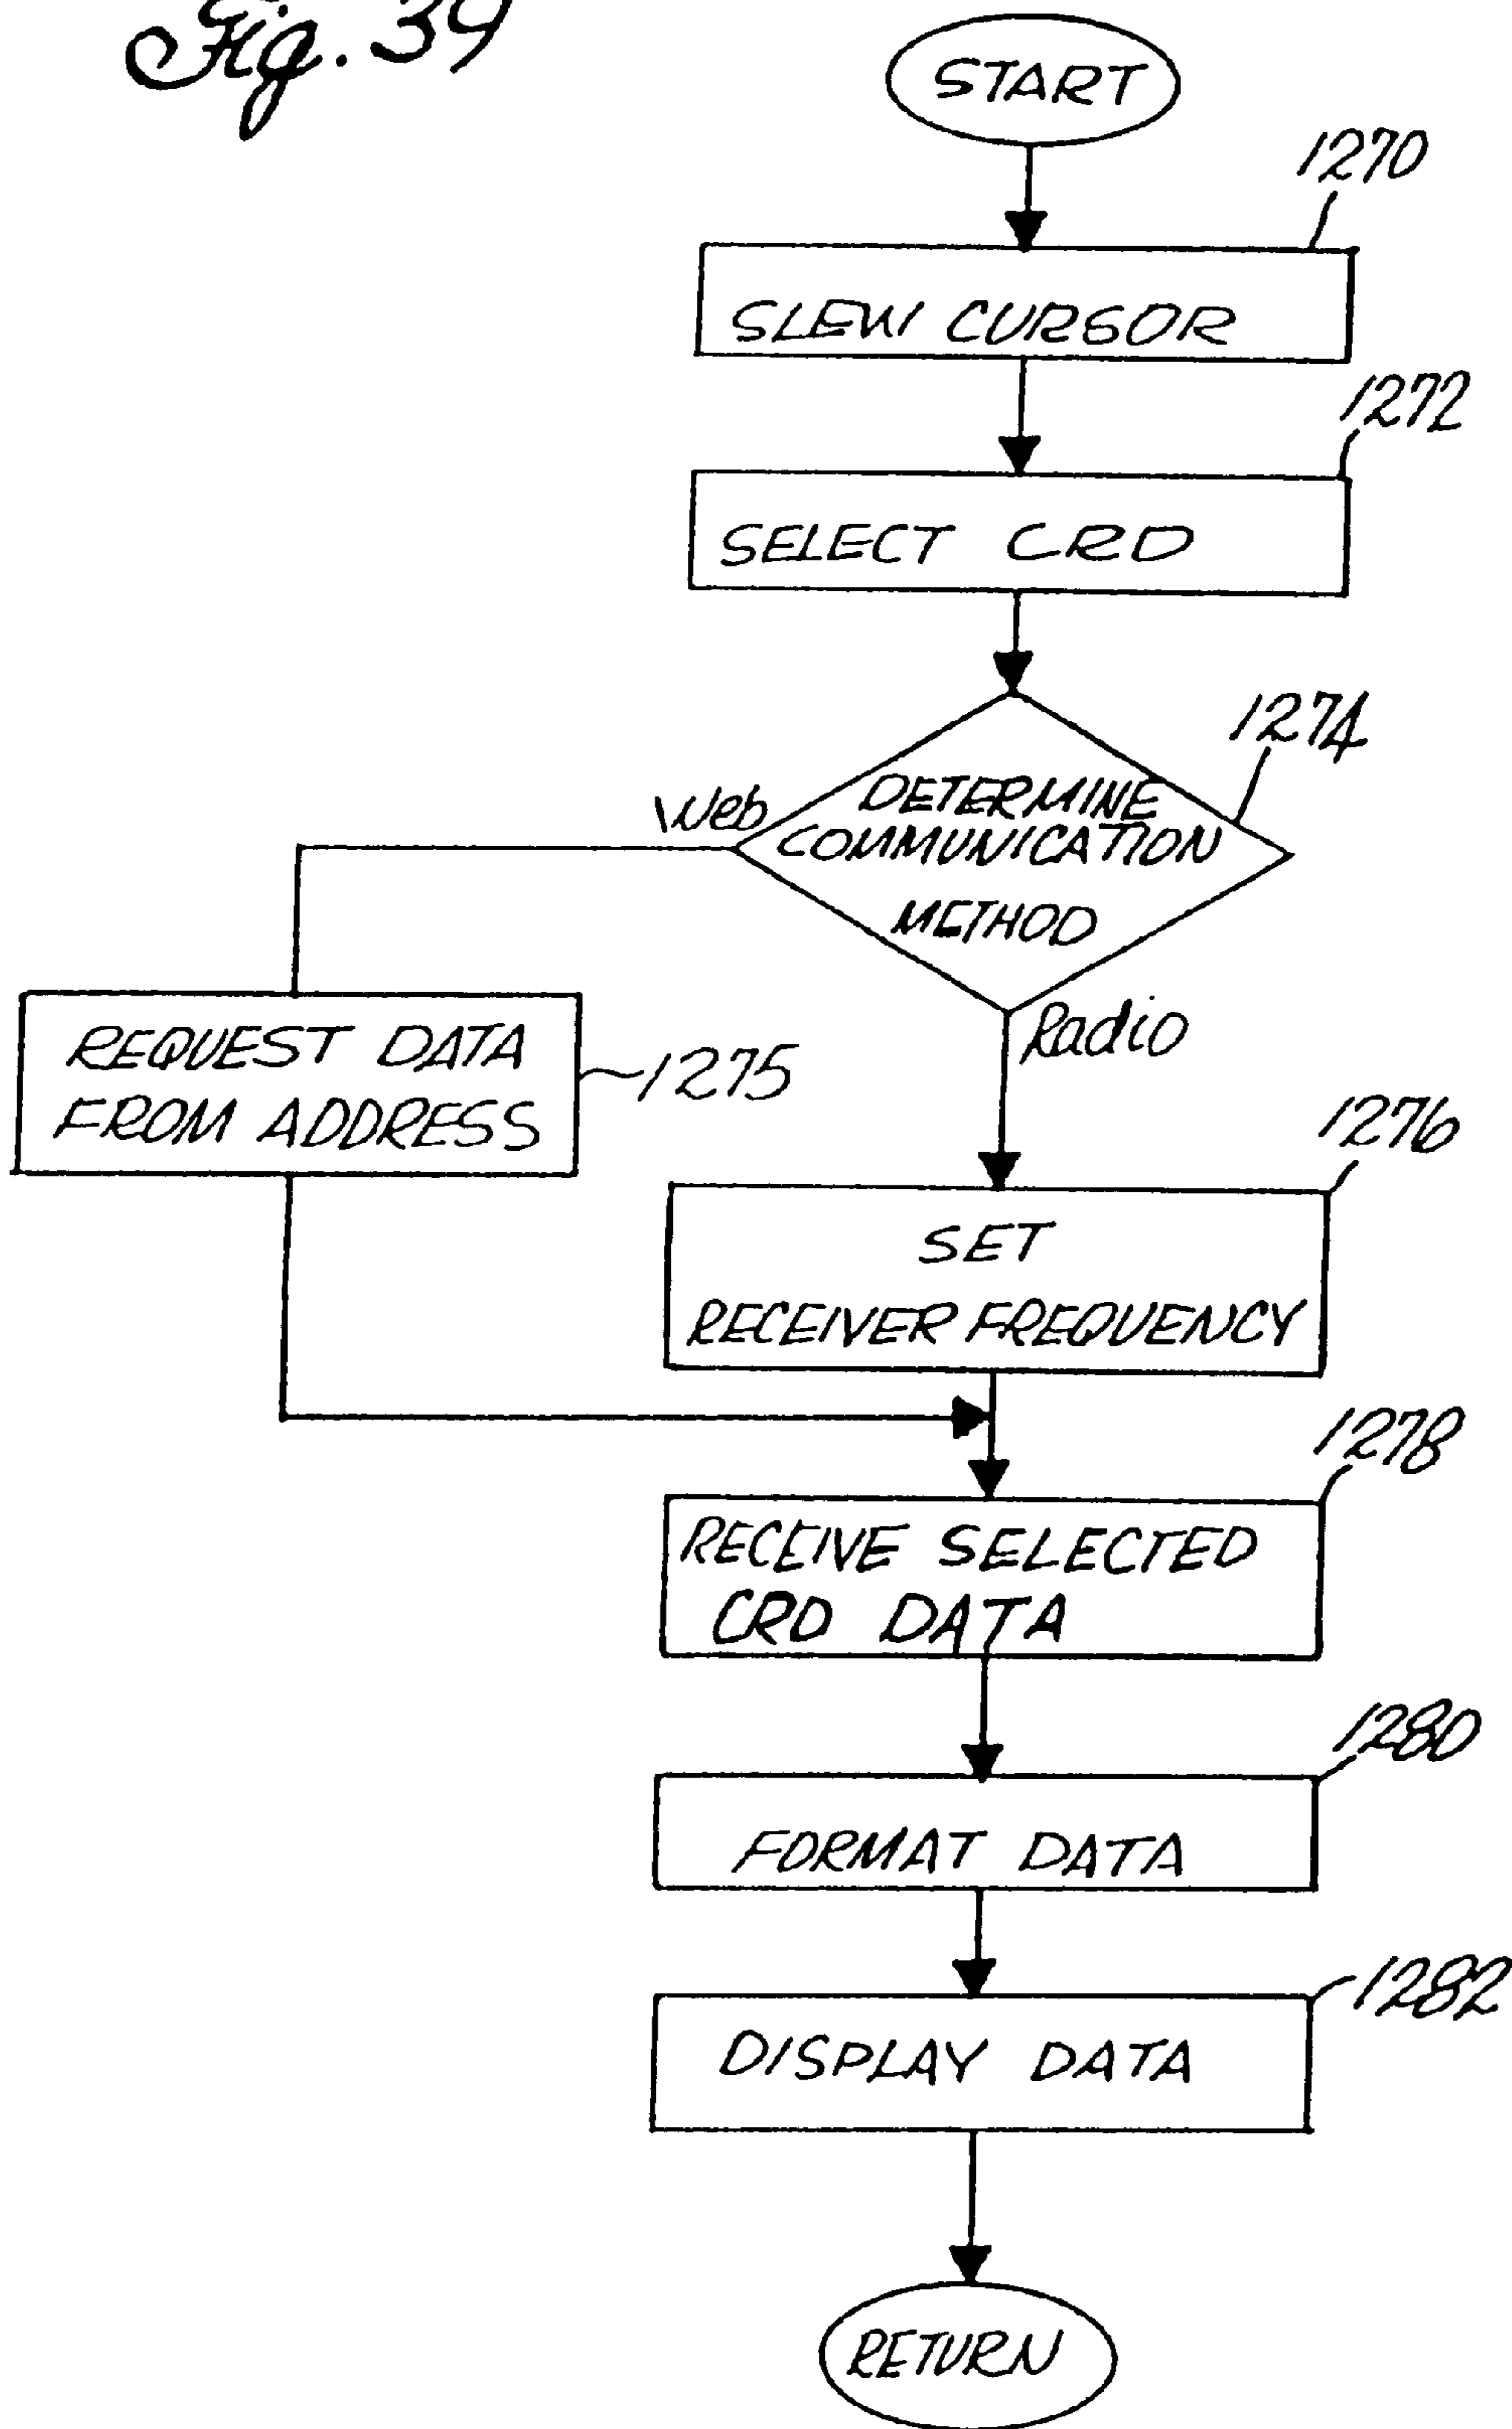 Fig. 39
START
1270
SLEW CURSOR
1272
SELECT CRD
1274
Web
DETERMINE
COMMUNICATION
METHOD
Radio
REQUEST DATA
FROM ADDRESS
1275
1276
SET
RECEIVER FREQUENCY
1278
RECEIVE SELECTED
CRD DATA
1280
FORMAT DATA
1282
DISPLAY DATA
RETURN